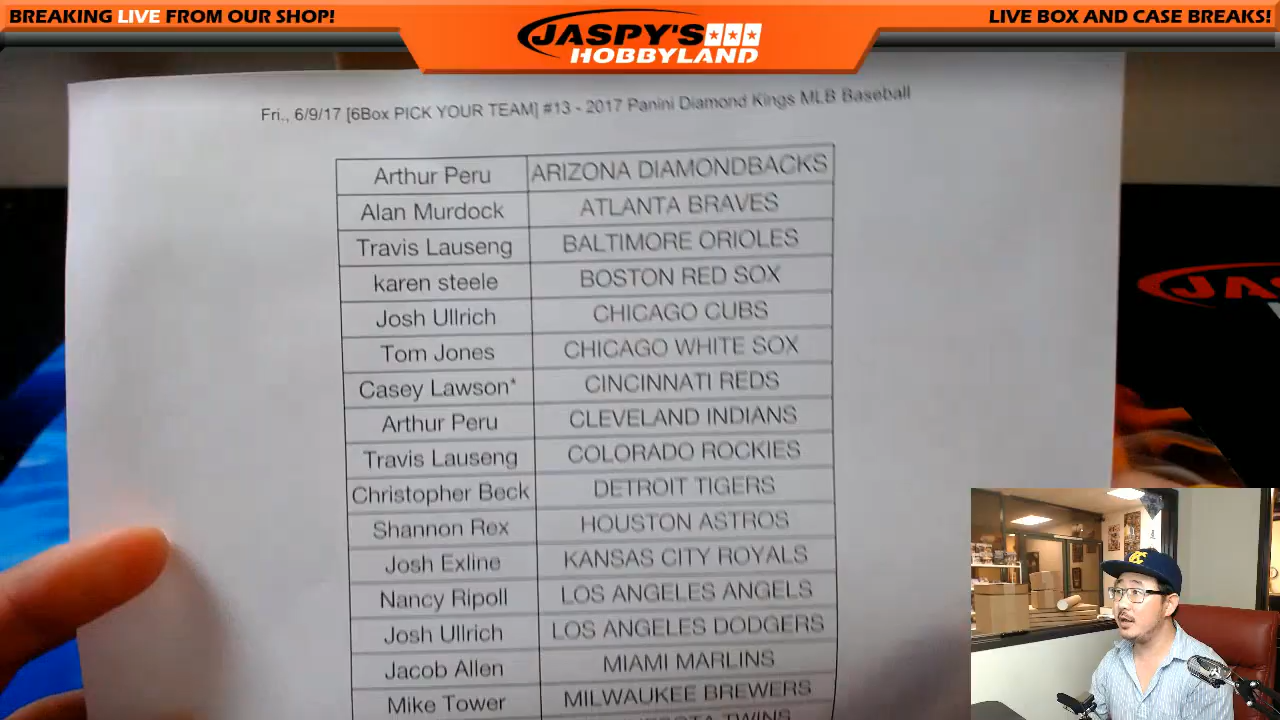 BREAKING LIVE FROM OUR SHOP!
JASPY'S
HOBBYLAND
LIVE BOX AND CASE BREAKS!
Fri., 6/9/17 [6Box PICK YOUR TEAM] #13 - 2017 Panini Diamond Kings MLB Baseball
Arthur Peru ARIZONA DIAMONDBACKS
Alan Murdock ATLANTA BRAVES
Travis Lauseng BALTIMORE ORIOLES
karen steele BOSTON RED SOX
Josh Ullrich CHICAGO CUBS
Tom Jones CHICAGO WHITE SOX
Casey Lawson* CINCINNATI REDS
Arthur Peru CLEVELAND INDIANS
Travis Lauseng COLORADO ROCKIES
Christopher Beck DETROIT TIGERS
Shannon Rex HOUSTON ASTROS
Josh Exline KANSAS CITY ROYALS
Nancy Ripoll LOS ANGELES ANGELS
Josh Ullrich LOS ANGELES DODGERS
Jacob Allen MIAMI MARLINS
Mike Tower MILWAUKEE BREWERS
TWINS